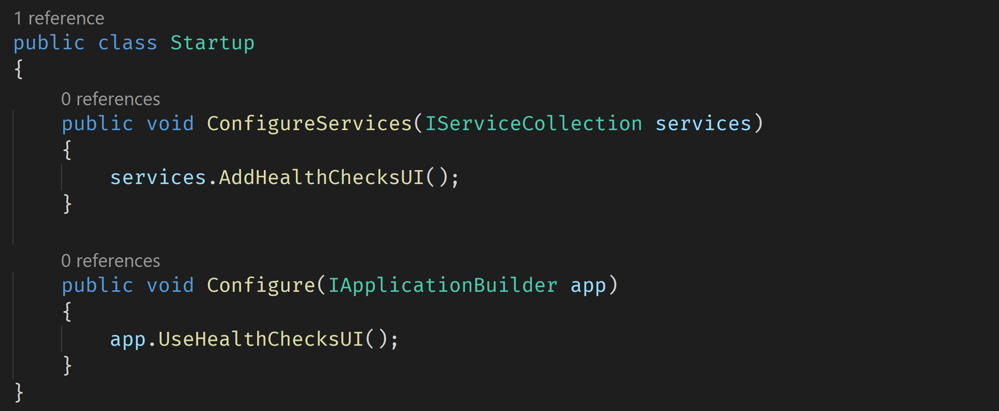 1 reference
public class Startup
{
0 references
public void ConfigureServices(IServiceCollection services)
{
services.AddHealthChecksUI();
}
0 references
public void Configure(IApplicationBuilder app)
{
app.UseHealthChecksUI();
}
}